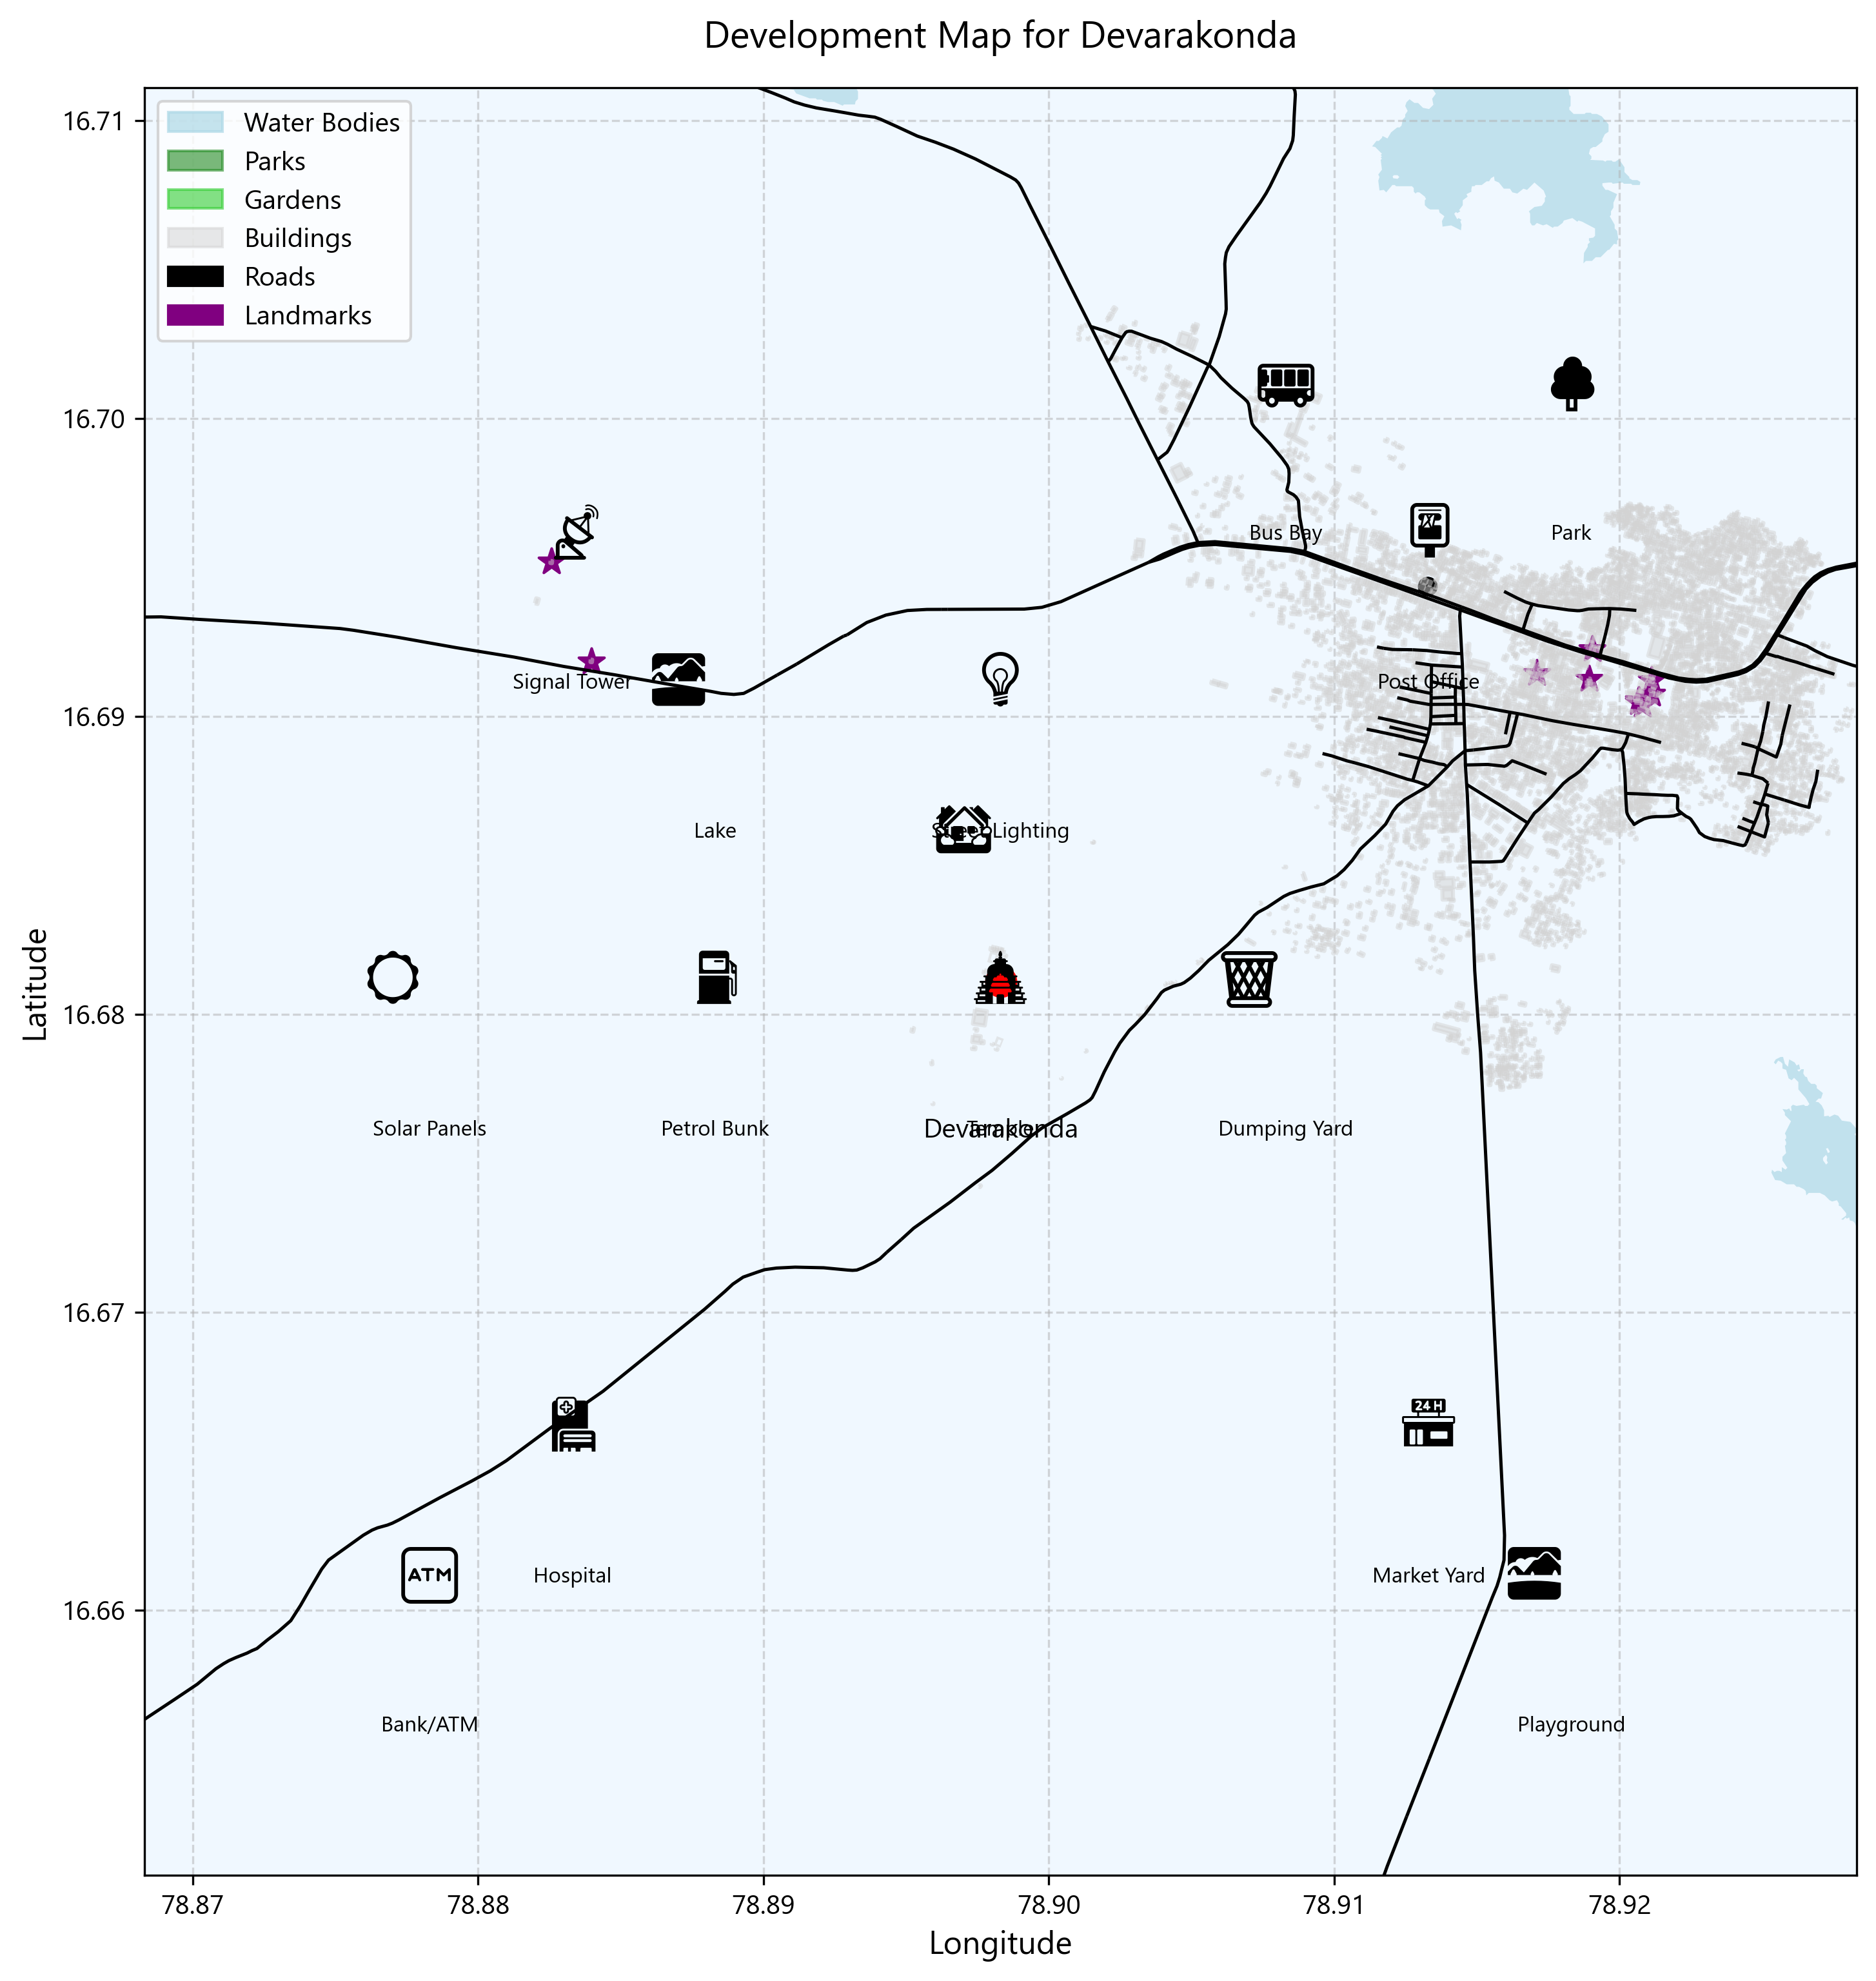 Development Map for Devarakonda
Water Bodies
Parks
Gardens
Buildings
Roads
Landmarks
Bus Bay
Park
Signal Tower
Post Office
Lake
Street Lighting
Solar Panels
Petrol Bunk
Temple
Devarakonda
Dumping Yard
24 H
ATM
Hospital
Market Yard
Bank/ATM
Playground
16.71
16.70
16.69
16.68
16.67
16.66
Latitude
78.87
78.88
78.89
78.90
78.91
78.92
Longitude